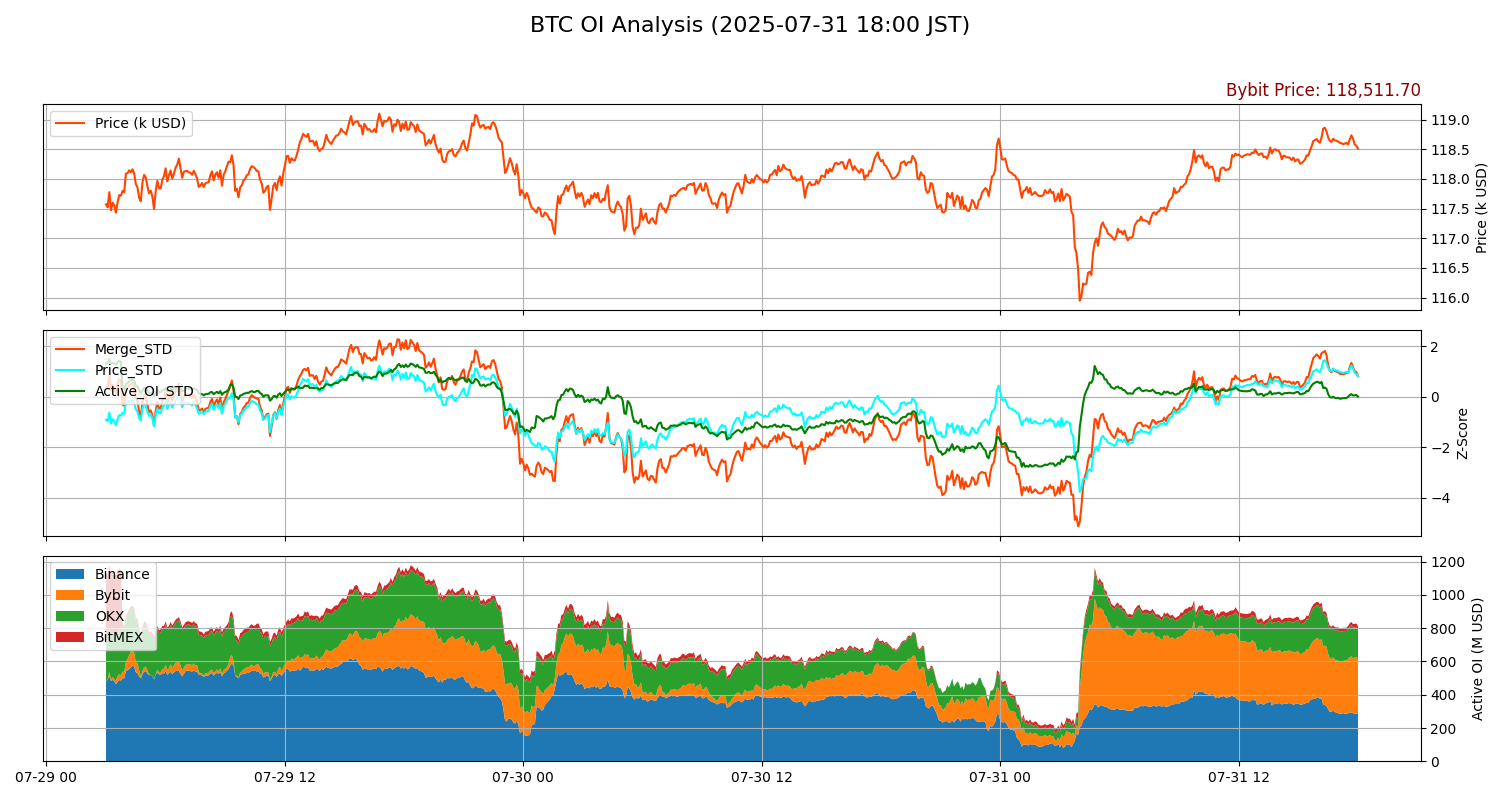 BTC OI Analysis (2025-07-31 18:00 JST)
Bybit Price: 118,511.70
Price (k USD)
119.0
118.5
118.0
117.5
117.0
116.5
116.0
Price (k USD)
Merge_STD
Price_STD
Active_OI_STD
2
0
−2
−4
Z-Score
Binance
Bybit
OKX
BitMEX
1200
1000
800
600
400
200
0
Active OI (M USD)
07-29 00
07-29 12
07-30 00
07-30 12
07-31 00
07-31 12